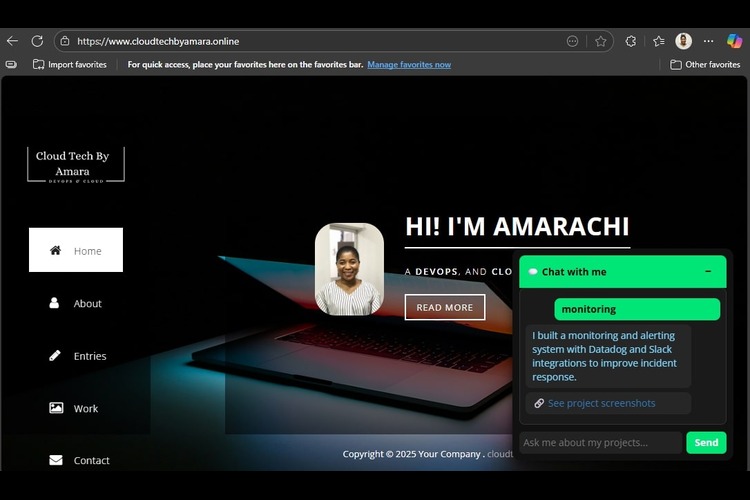 https://www.cloudtechbyamara.online
Import favorites
For quick access, place your favorites here on the favorites bar. Manage favorites now
Other favorites
Cloud Tech By
Amara
DEVOPS & CLOUD
Home
About
Entries
Work
Contact
HI! I'M AMARACHI
A DEVOPS, AND CLO
READ MORE
Chat with me
monitoring
I built a monitoring and alerting
system with Datadog and Slack
integrations to improve incident
response.
See project screenshots
Ask me about my projects...
Send
Copyright © 2025 Your Company . cloudt